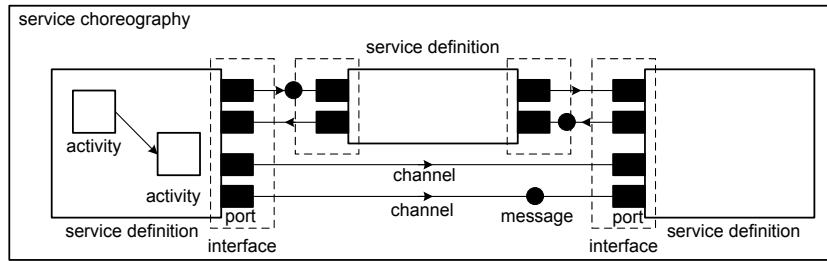 service choreography
service definition
activity
activity
channel
channel
port
message
port
service definition
interface
interface
service definition